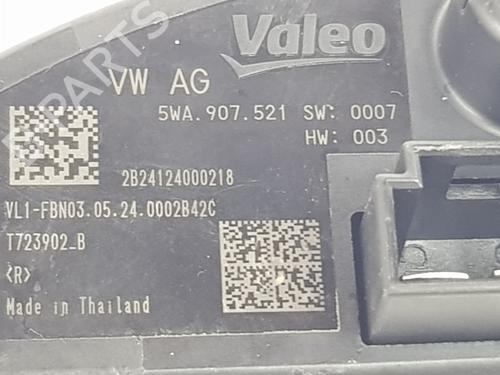 Valeo
VW AG
5WA.907.521 SW: 0007
HW: 003
2B24124000218
VL1-FBN03.05.24.0002B42C
T723902_B
<R>
Made in Thailand